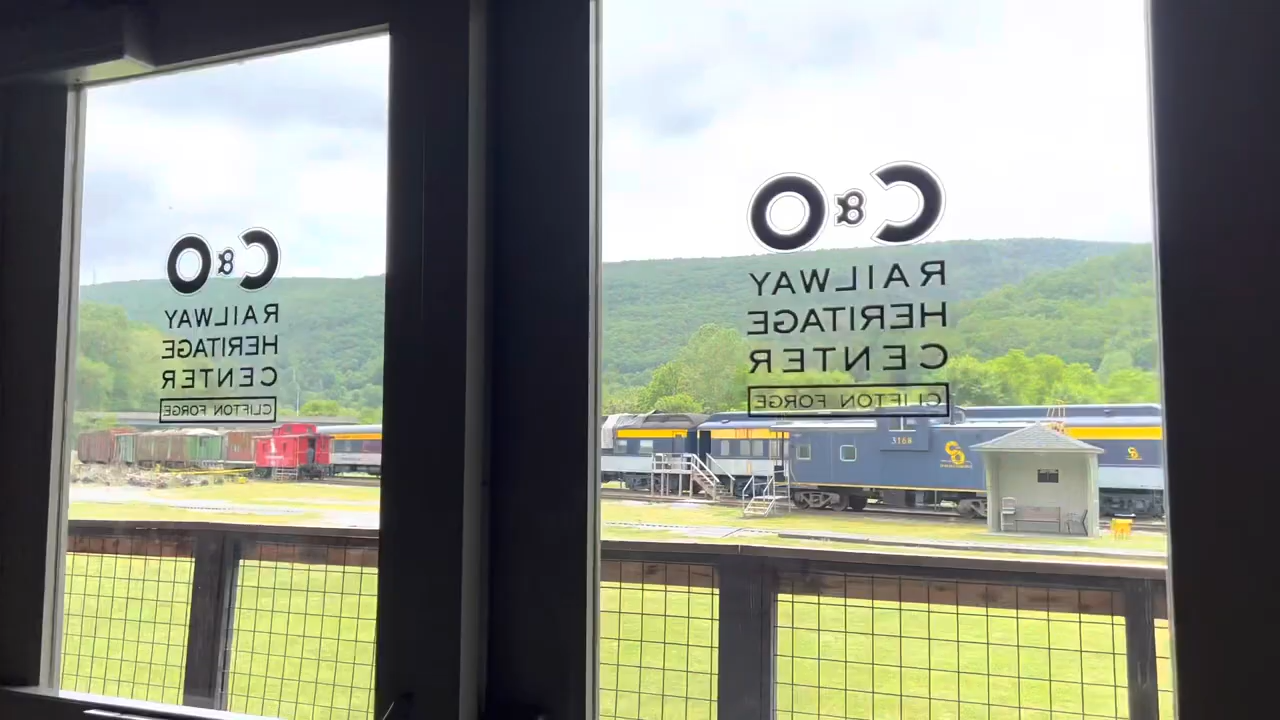 C&O
RAILWAY
HERITAGE
CENTER
CLIFTON FORGE
C&O
RAILWAY
HERITAGE
CENTER
CLIFTON FORGE
3168